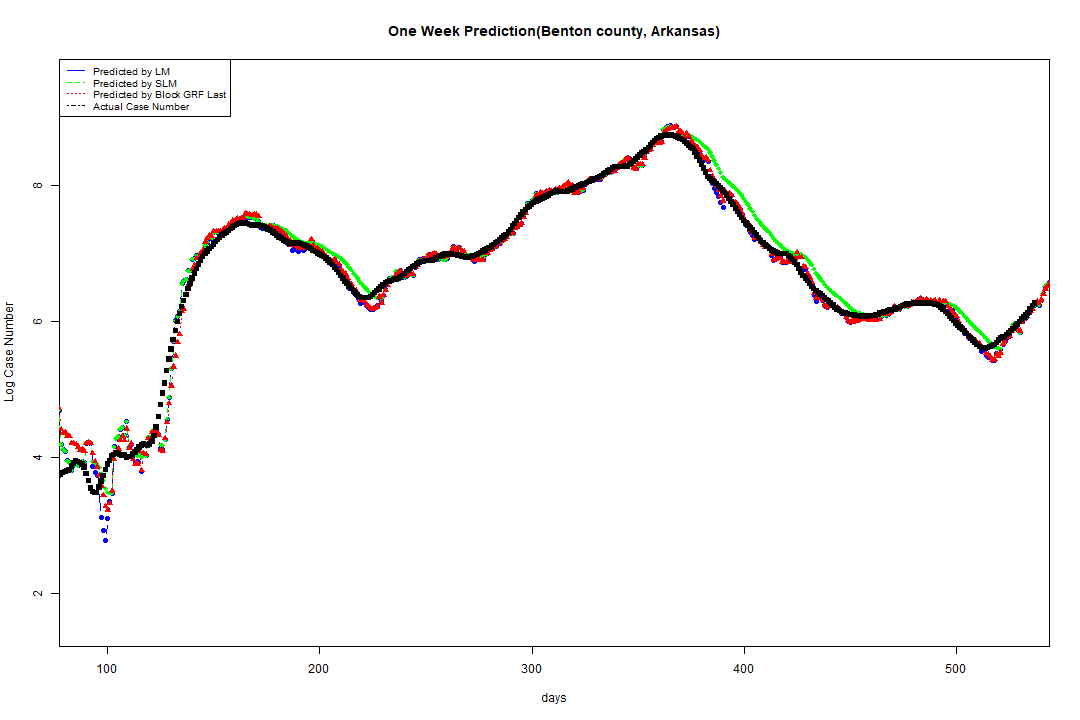 One Week Prediction(Benton county, Arkansas)
Predicted by LM
Predicted by SLM
Predicted by Block GRF Last
Actual Case Number
Log Case Number
8
6
4
2
100 200 300 400 500
days